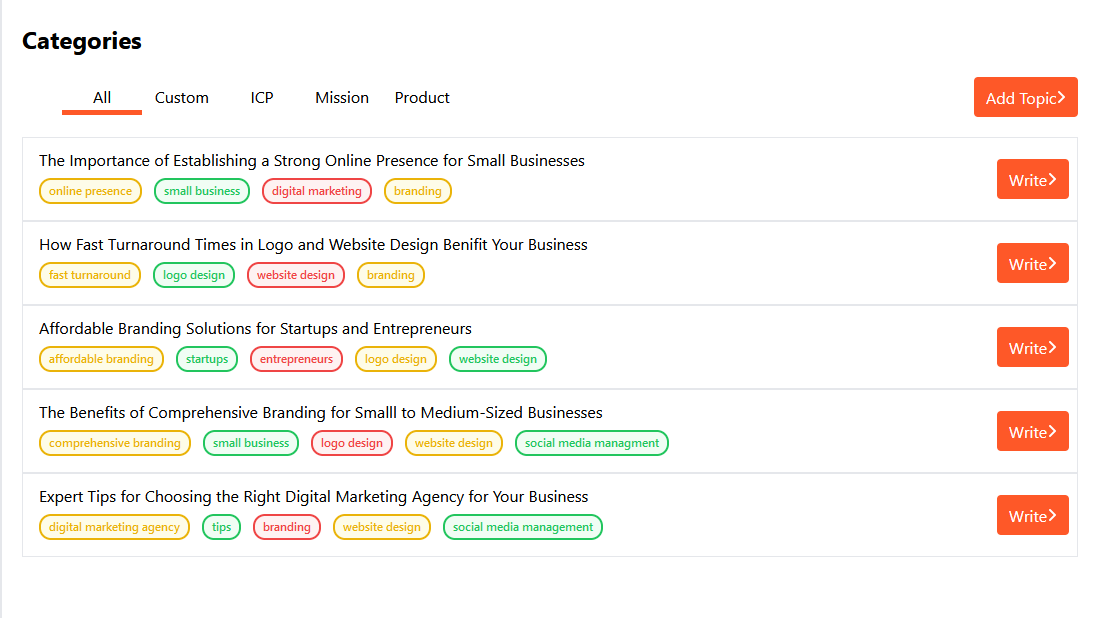 Categories
All Custom ICP Mission Product Add Topic
The Importance of Establishing a Strong Online Presence for Small Businesses
online presence small business digital marketing branding
Write
How Fast Turnaround Times in Logo and Website Design Benifit Your Business
fast turnaround logo design website design branding
Write
Affordable Branding Solutions for Startups and Entrepreneurs
affordable branding startups entrepreneurs logo design website design
Write
The Benefits of Comprehensive Branding for Smalll to Medium-Sized Businesses
comprehensive branding small business logo design website design social media managment
Write
Expert Tips for Choosing the Right Digital Marketing Agency for Your Business
digital marketing agency tips branding website design social media management
Write